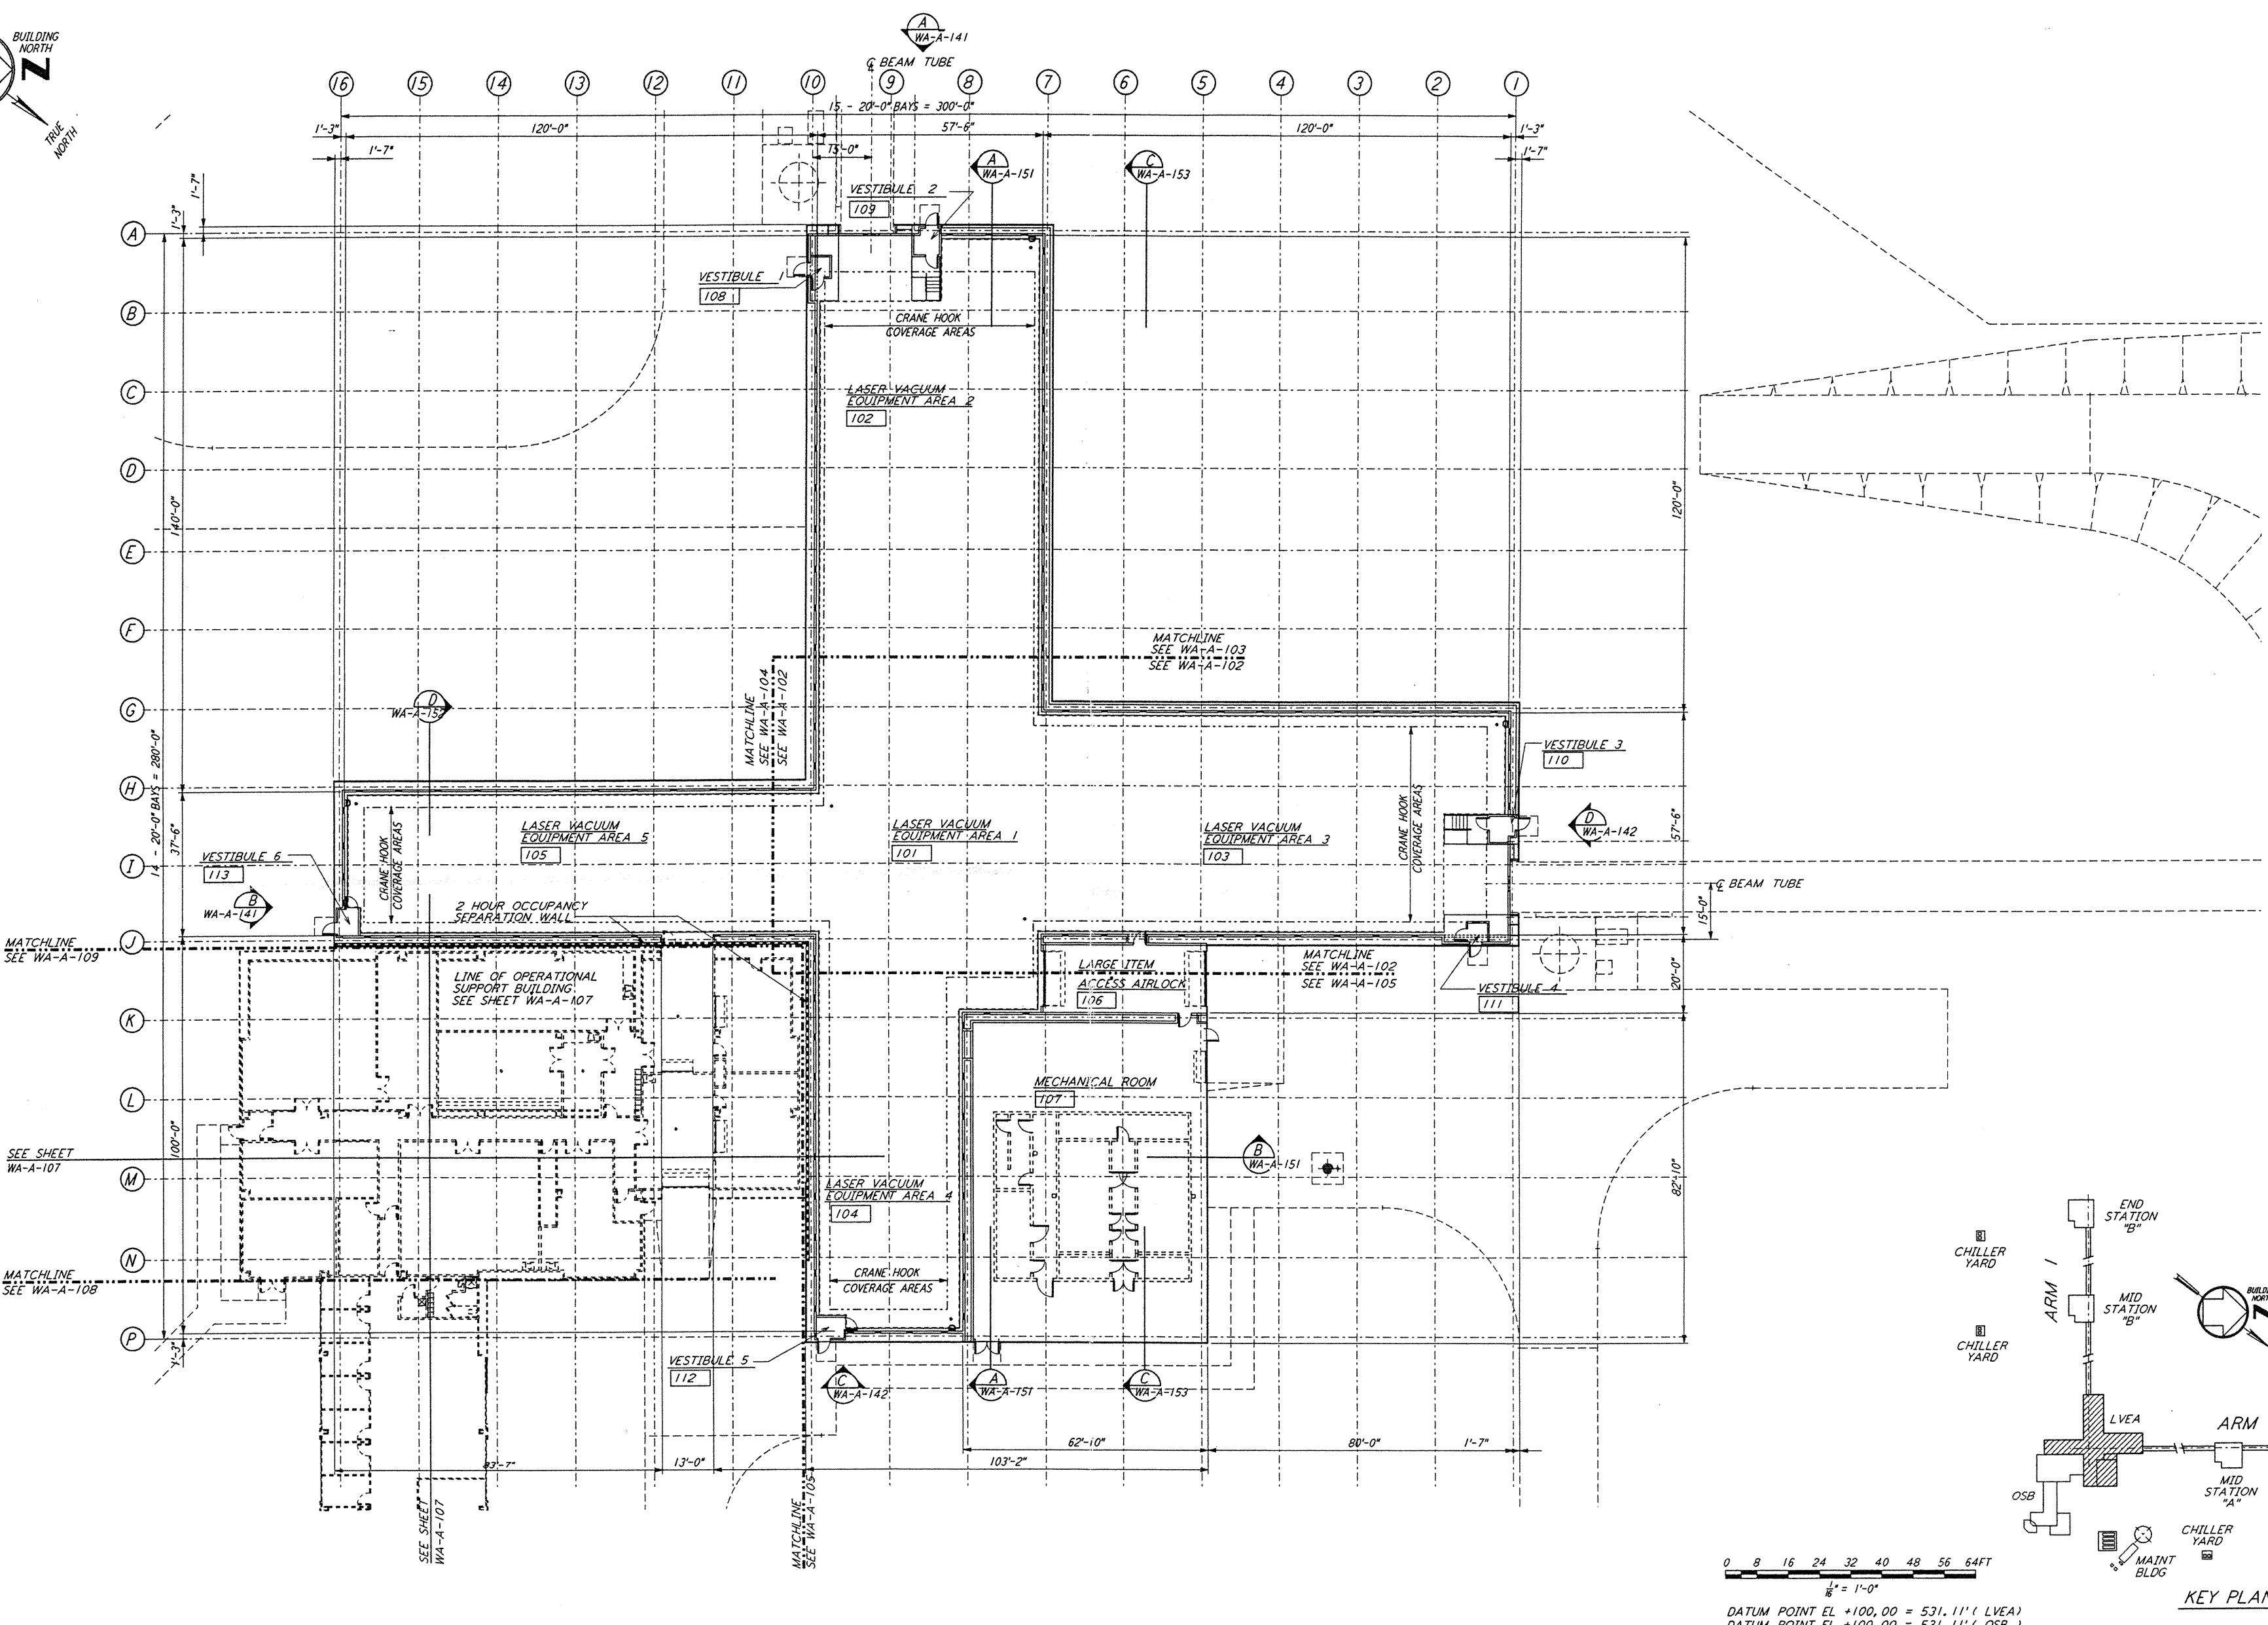 BUILDING
NORTH
TRUE
NORTH
A
WA-A-141
℄ BEAM TUBE
16 15 14 13 12 11 10 9 8 7 6 5 4 3 2 1
15 - 20'-0" BAYS = 300'-0"
1'-3" 120'-0" 57'-6" 120'-0" 1'-3"
1'-7" 15'-0" 1'-7"
A
WA-A-151
C
WA-A-153
1'-7"
1'-3"
VESTIBULE 2
109
A
VESTIBULE 1
108
B
CRANE HOOK
COVERAGE AREAS
C
LASER VACUUM
EQUIPMENT AREA 2
102
D
140'-0"
120'-0"
E
F
MATCHLINE
SEE WA-A-103
SEE WA-A-102
MATCHLINE
SEE WA-A-104
SEE WA-A-102
G
D
WA-A-152
14 - 20'-0" BAYS = 280'-0"
VESTIBULE 3
110
H
CRANE HOOK
COVERAGE AREAS
37'-6"
LASER VACUUM
EQUIPMENT AREA 5
105
LASER VACUUM
EQUIPMENT AREA 1
101
LASER VACUUM
EQUIPMENT AREA 3
103
CRANE HOOK
COVERAGE AREAS
D
WA-A-142
57'-6"
VESTIBULE 6
113
I
℄ BEAM TUBE
15'-0"
B
WA-A-141
2 HOUR OCCUPANCY
SEPARATION WALL
J
MATCHLINE
SEE WA-A-109
LINE OF OPERATIONAL
SUPPORT BUILDING
SEE SHEET WA-A-107
LARGE ITEM
ACCESS AIRLOCK
106
MATCHLINE
SEE WA-A-102
SEE WA-A-105
20'-0"
VESTIBULE 4
111
K
L
MECHANICAL ROOM
107
100'-0"
SEE SHEET
WA-A-107
M
B
WA-A-151
82'-10"
LASER VACUUM
EQUIPMENT AREA 4
104
N
MATCHLINE
SEE WA-A-108
CRANE HOOK
COVERAGE AREAS
P
1'-3"
VESTIBULE 5
112
C
WA-A-142
A
WA-A-151
C
WA-A-153
62'-10" 80'-0" 1'-7"
93'-7" 13'-0" 103'-2"
SEE SHEET
WA-A-107
MATCHLINE
SEE WA-A-105
END
STATION
"B"
CHILLER
YARD
ARM 1
MID
STATION
"B"
CHILLER
YARD
LVEA
ARM
MID
STATION
"A"
OSB
CHILLER
YARD
MAINT
BLDG
KEY PLAN
0 8 16 24 32 40 48 56 64FT
1/16" = 1'-0"
DATUM POINT EL +100.00 = 531.11' ( LVEA)
DATUM POINT EL +100.00 = 531.11' ( OSB )